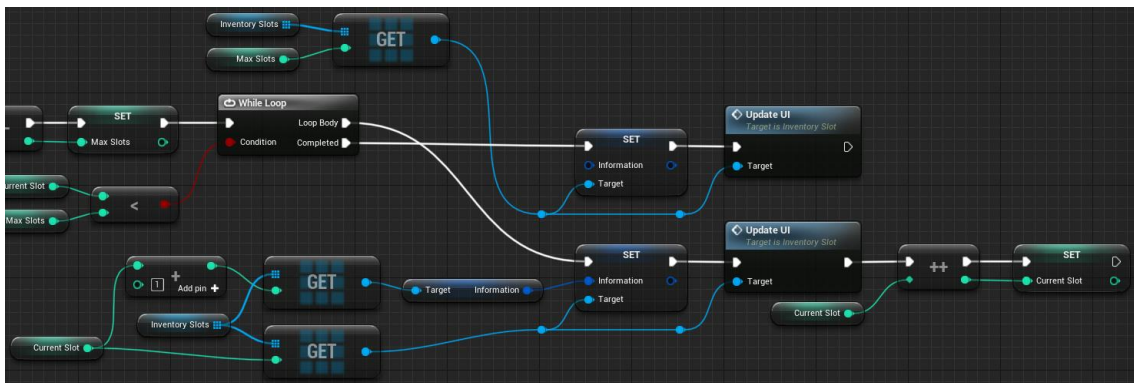 Inventory Slots
GET
Max Slots
While Loop
SET
Loop Body
Max Slots
Condition
Completed
Update UI
Target is Inventory Slot
Target
SET
Information
Target
<
Max Slots
Update UI
Target is Inventory Slot
Target
SET
Information
Target
++
SET
Current Slot
Current Slot
+
1
Add pin +
GET
Target Information
Inventory Slots
GET
Current Slot